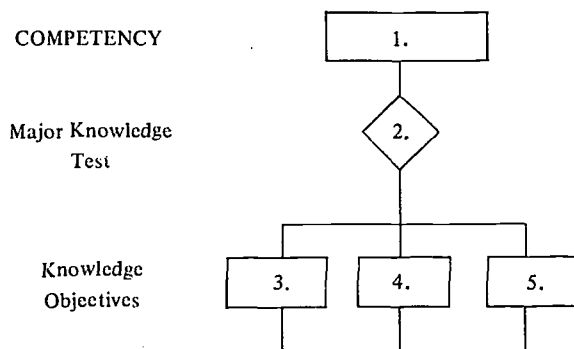 COMPETENCY
1.
Major Knowledge
Test
2.
Knowledge
Objectives
3. 4. 5.